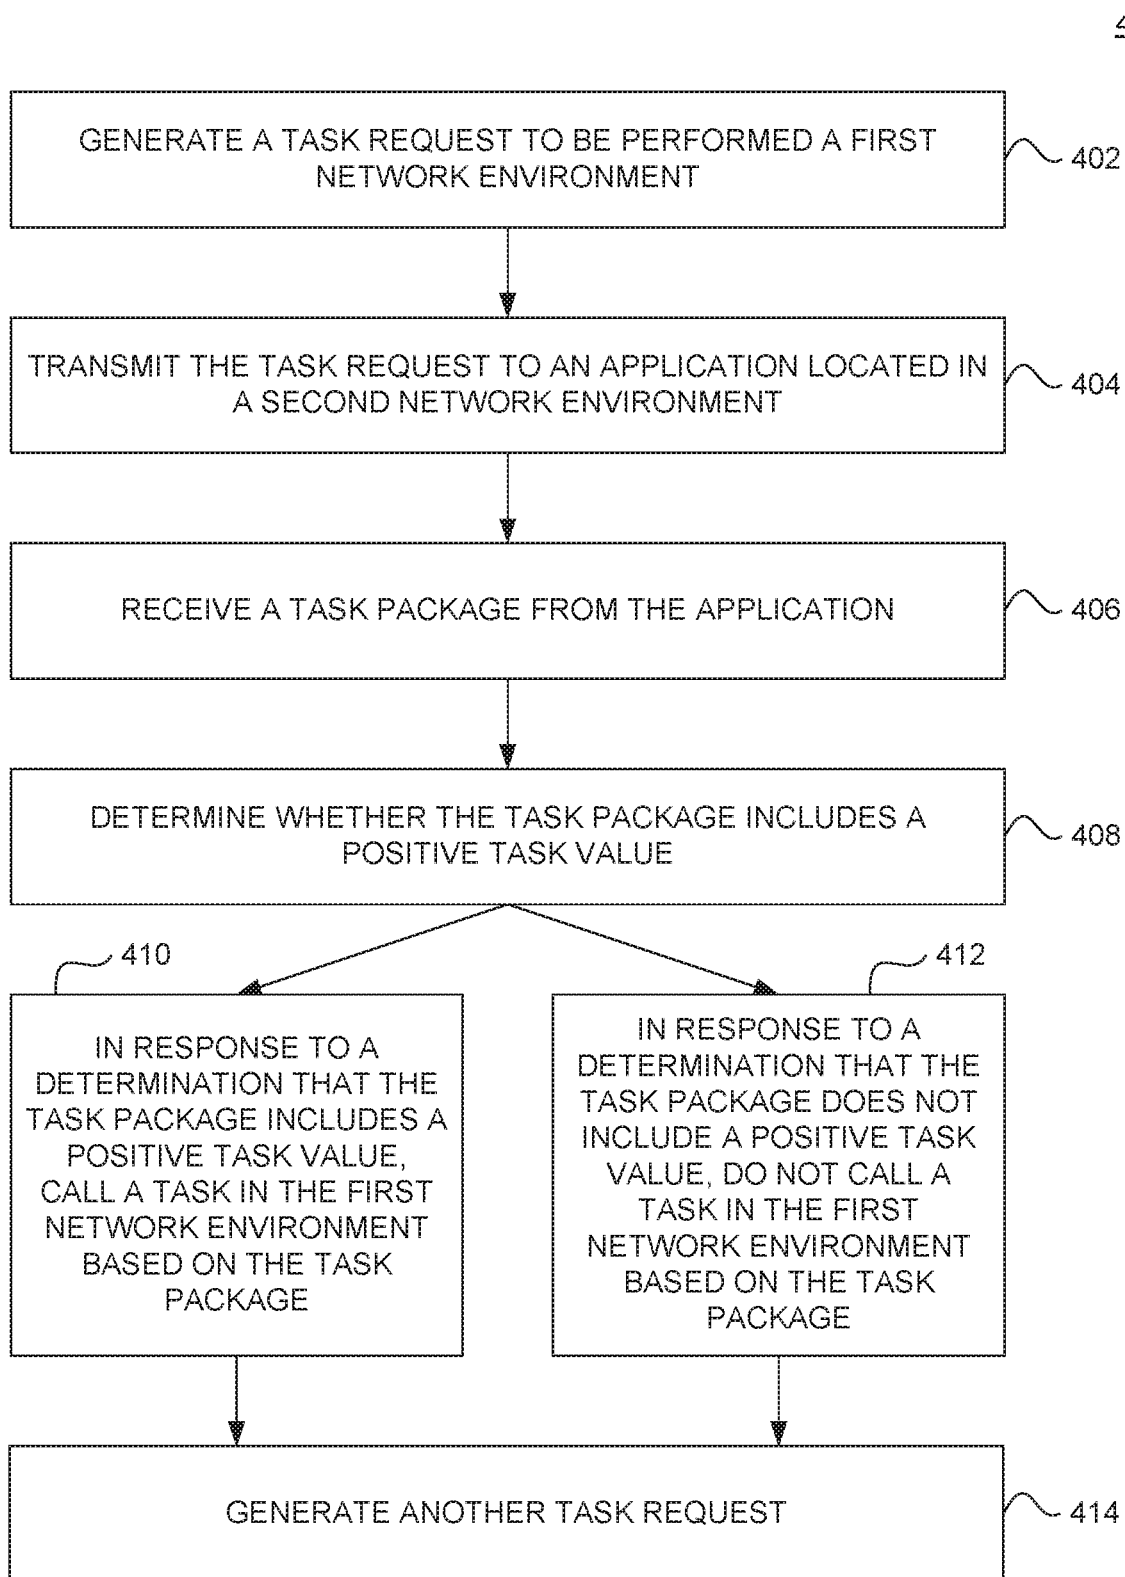 GENERATE A TASK REQUEST TO BE PERFORMED A FIRST
NETWORK ENVIRONMENT
402
TRANSMIT THE TASK REQUEST TO AN APPLICATION LOCATED IN
A SECOND NETWORK ENVIRONMENT
404
RECEIVE A TASK PACKAGE FROM THE APPLICATION
406
DETERMINE WHETHER THE TASK PACKAGE INCLUDES A
POSITIVE TASK VALUE
408
410
IN RESPONSE TO A
DETERMINATION THAT THE
TASK PACKAGE INCLUDES A
POSITIVE TASK VALUE,
CALL A TASK IN THE FIRST
NETWORK ENVIRONMENT
BASED ON THE TASK
PACKAGE
412
IN RESPONSE TO A
DETERMINATION THAT THE
TASK PACKAGE DOES NOT
INCLUDE A POSITIVE TASK
VALUE, DO NOT CALL A
TASK IN THE FIRST
NETWORK ENVIRONMENT
BASED ON THE TASK
PACKAGE
GENERATE ANOTHER TASK REQUEST
414